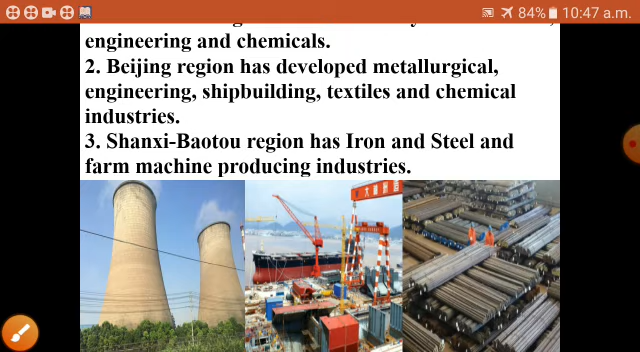 84% 10:47 a.m.
engineering and chemicals.
2. Beijing region has developed metallurgical,
engineering, shipbuilding, textiles and chemical
industries.
3. Shanxi-Baotou region has Iron and Steel and
farm machine producing industries.